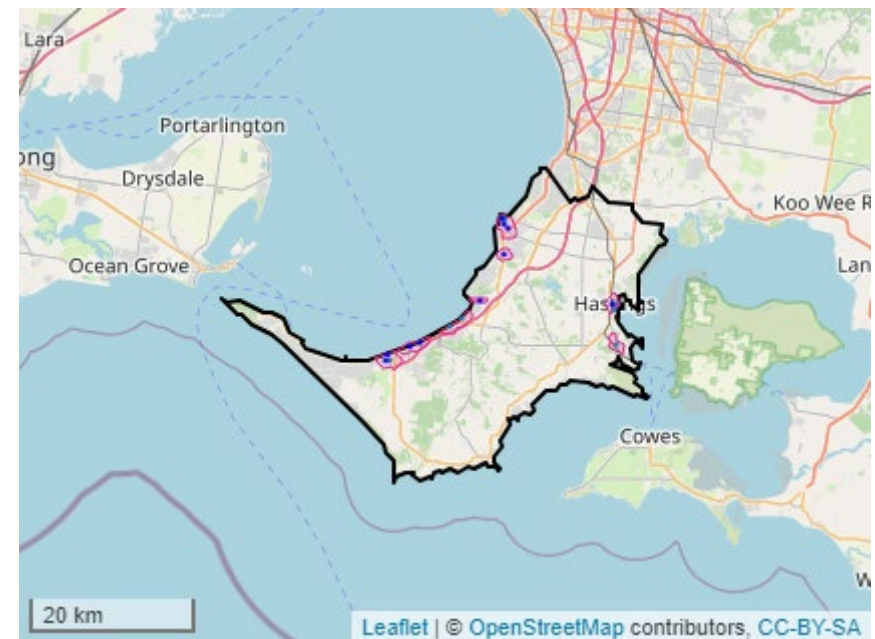 Lara
Portarlington
ong
Drysdale
Koo Wee R
Ocean Grove
Lan
Hastings
Cowes
W
20 km
Leaflet | © OpenStreetMap contributors, CC-BY-SA